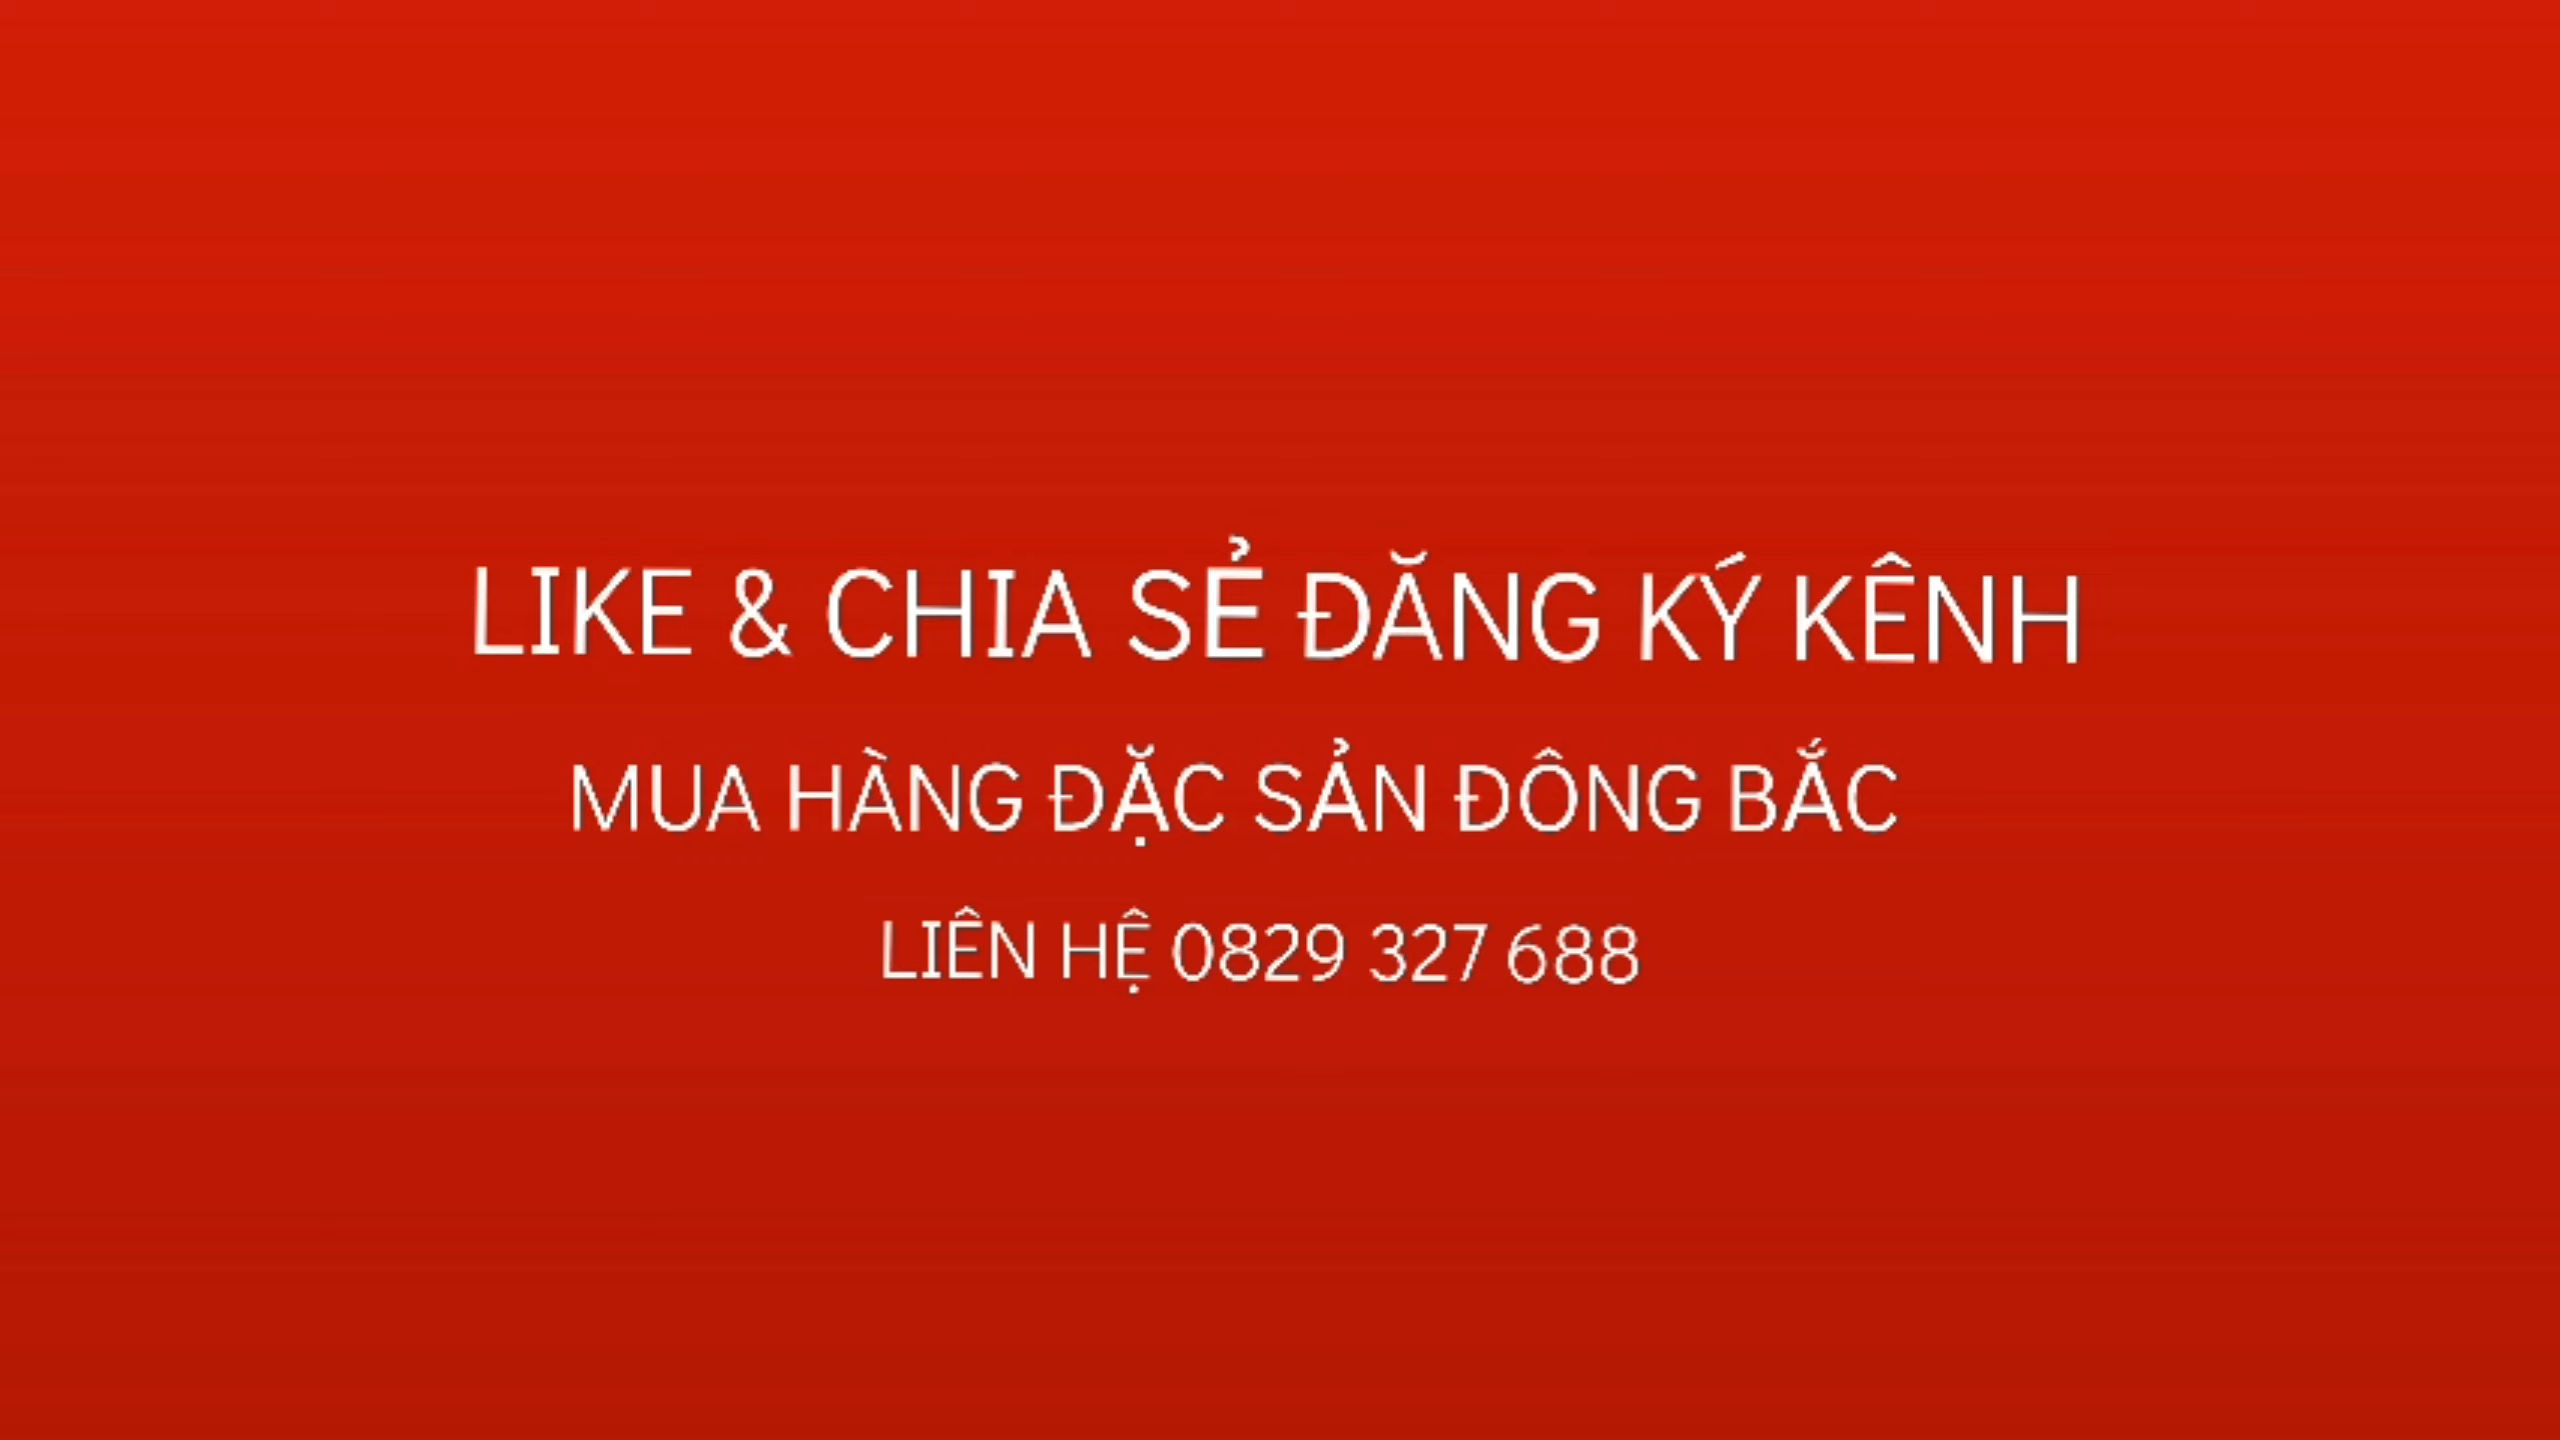 LIKE & CHIA SẺ ĐĂNG KÝ KÊNH
MUA HÀNG ĐẶC SẢN ĐÔNG BẮC
LIÊN HỆ 0829 327 688